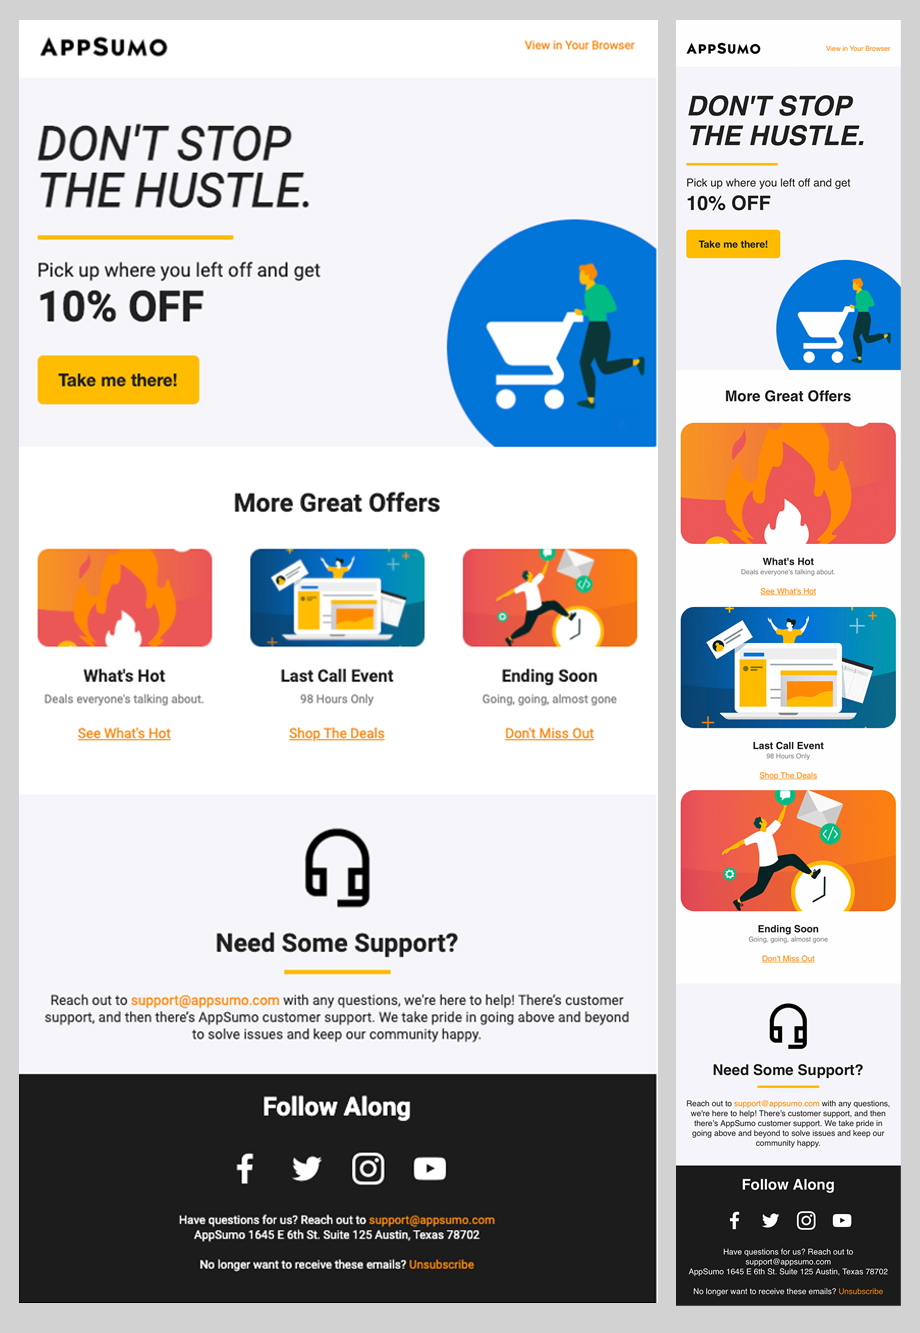 APPSUMO
View in Your Browser
DON'T STOP
THE HUSTLE.
Pick up where you left off and get
10% OFF
Take me there!
More Great Offers
What's Hot
Deals everyone's talking about.
See What's Hot
Last Call Event
98 Hours Only
Shop The Deals
Ending Soon
Going, going, almost gone
Don't Miss Out
Need Some Support?
Reach out to support@appsumo.com with any questions, we're here to help! There's customer
support, and then there's AppSumo customer support. We take pride in going above and beyond
to solve issues and keep our community happy.
Follow Along
Have questions for us? Reach out to support@appsumo.com
AppSumo 1645 E 6th St. Suite 125 Austin, Texas 78702
No longer want to receive these emails? Unsubscribe
APPSUMO
View in Your Browser
DON'T STOP
THE HUSTLE.
Pick up where you left off and get
10% OFF
Take me there!
More Great Offers
What's Hot
Deals everyone's talking about.
See What's Hot
Last Call Event
98 Hours Only
Shop The Deals
Ending Soon
Going, going, almost gone
Don't Miss Out
Need Some Support?
Reach out to support@appsumo.com with any questions,
we're here to help! There's customer support, and then
there's AppSumo customer support. We take pride in
going above and beyond to solve issues and keep our
community happy.
Follow Along
Have questions for us? Reach out to
support@appsumo.com
AppSumo 1645 E 6th St. Suite 125 Austin, Texas 78702
No longer want to receive these emails? Unsubscribe